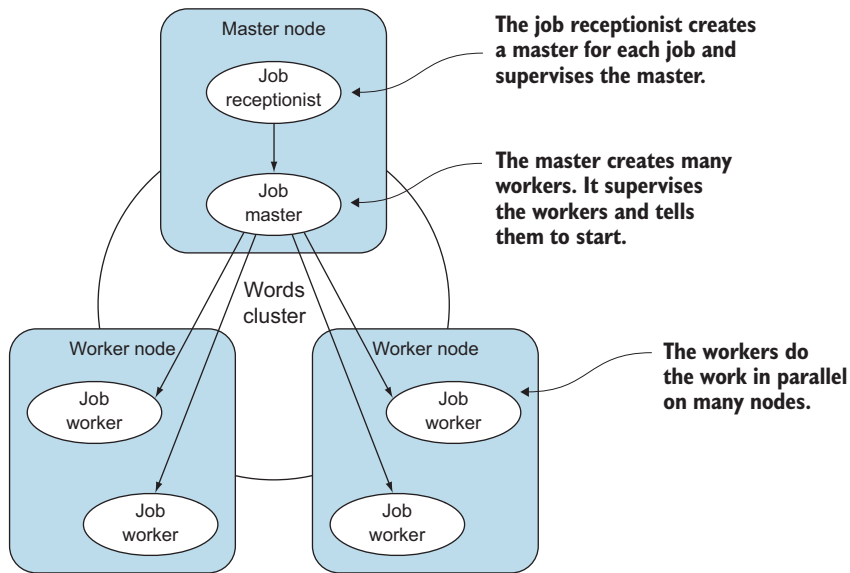 Master node
Job
receptionist
The job receptionist creates
a master for each job and
supervises the master.
Job
master
The master creates many
workers. It supervises
the workers and tells
them to start.
Words
cluster
Worker node
Job
worker
Job
worker
Worker node
Job
worker
Job
worker
The workers do
the work in parallel
on many nodes.